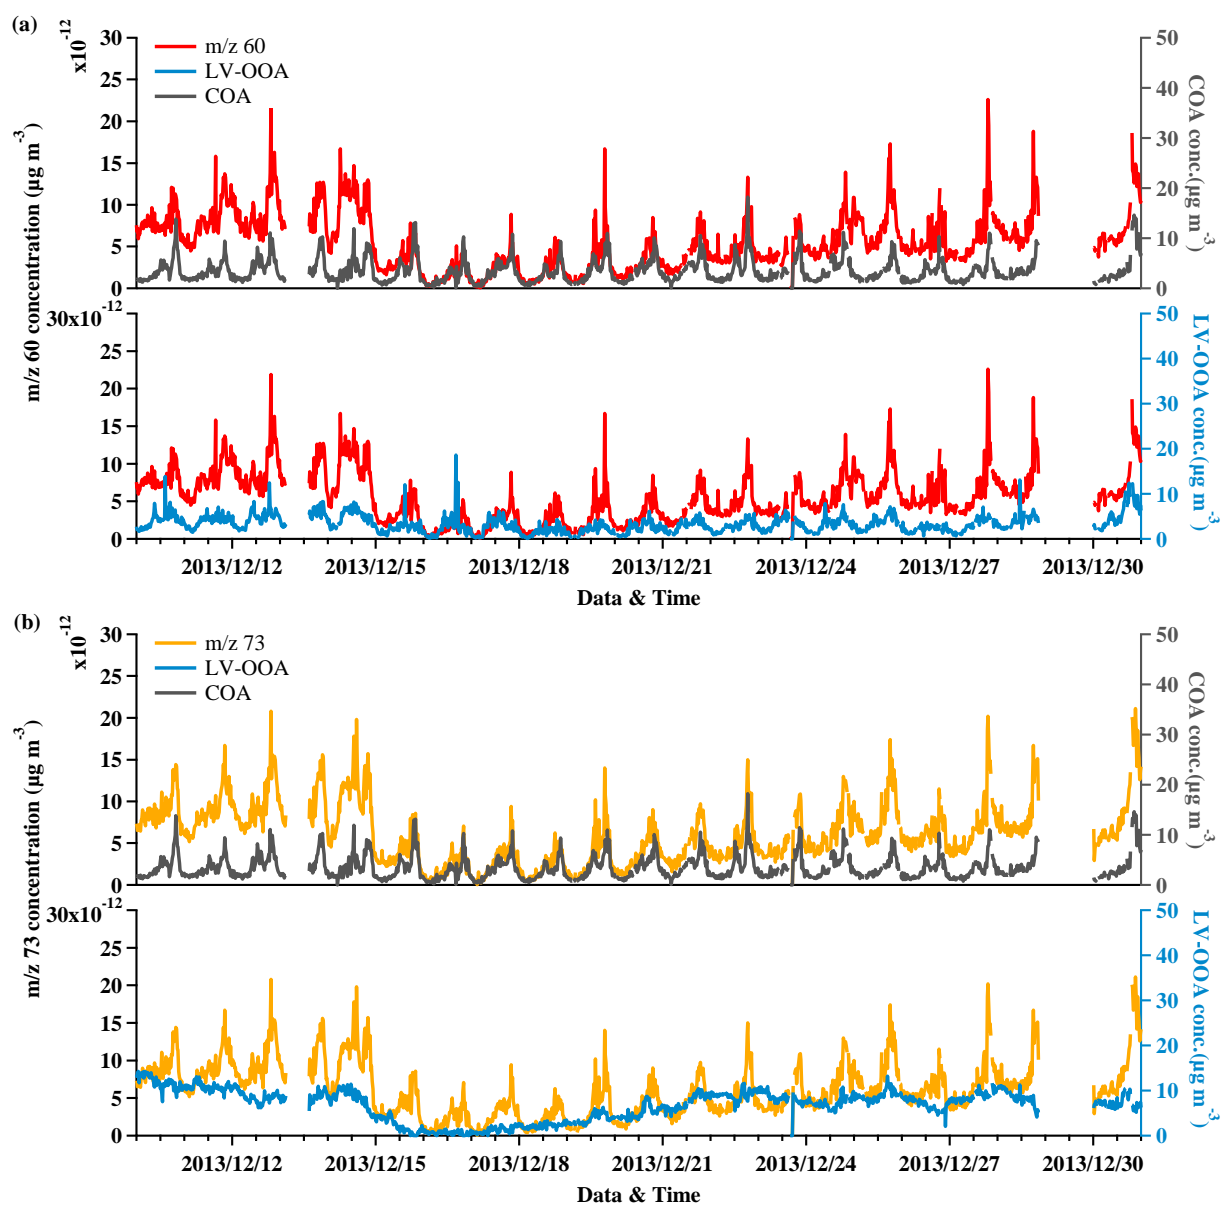 (a)
x10-12
30
25
20
15
10
5
0
m/z 60
LV-OOA
COA
50
40
30
20
10
0
COA conc.(μg m-3)
m/z 60 concentration (μg m-3)
30x10-12
25
20
15
10
5
0
50
40
30
20
10
0
LV-OOA conc.(μg m-3)
2013/12/12 2013/12/15 2013/12/18 2013/12/21 2013/12/24 2013/12/27 2013/12/30
Data & Time
(b)
x10-12
30
25
20
15
10
5
0
m/z 73
LV-OOA
COA
50
40
30
20
10
0
COA conc.(μg m-3)
m/z 73 concentration (μg m-3)
30x10-12
25
20
15
10
5
0
50
40
30
20
10
0
LV-OOA conc.(μg m-3)
2013/12/12 2013/12/15 2013/12/18 2013/12/21 2013/12/24 2013/12/27 2013/12/30
Data & Time